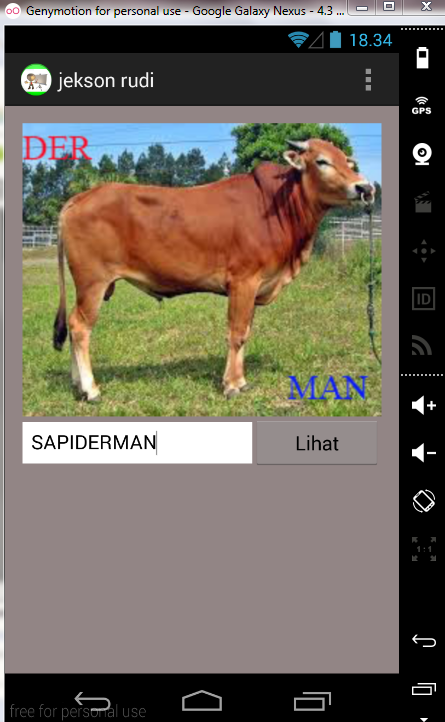 Genymotion for personal use - Google Galaxy Nexus - 4.3 ...
18.34
jekson rudi
GPS
DER
MAN
ID
SAPIDERMAN
Lihat
1:1
free for personal use